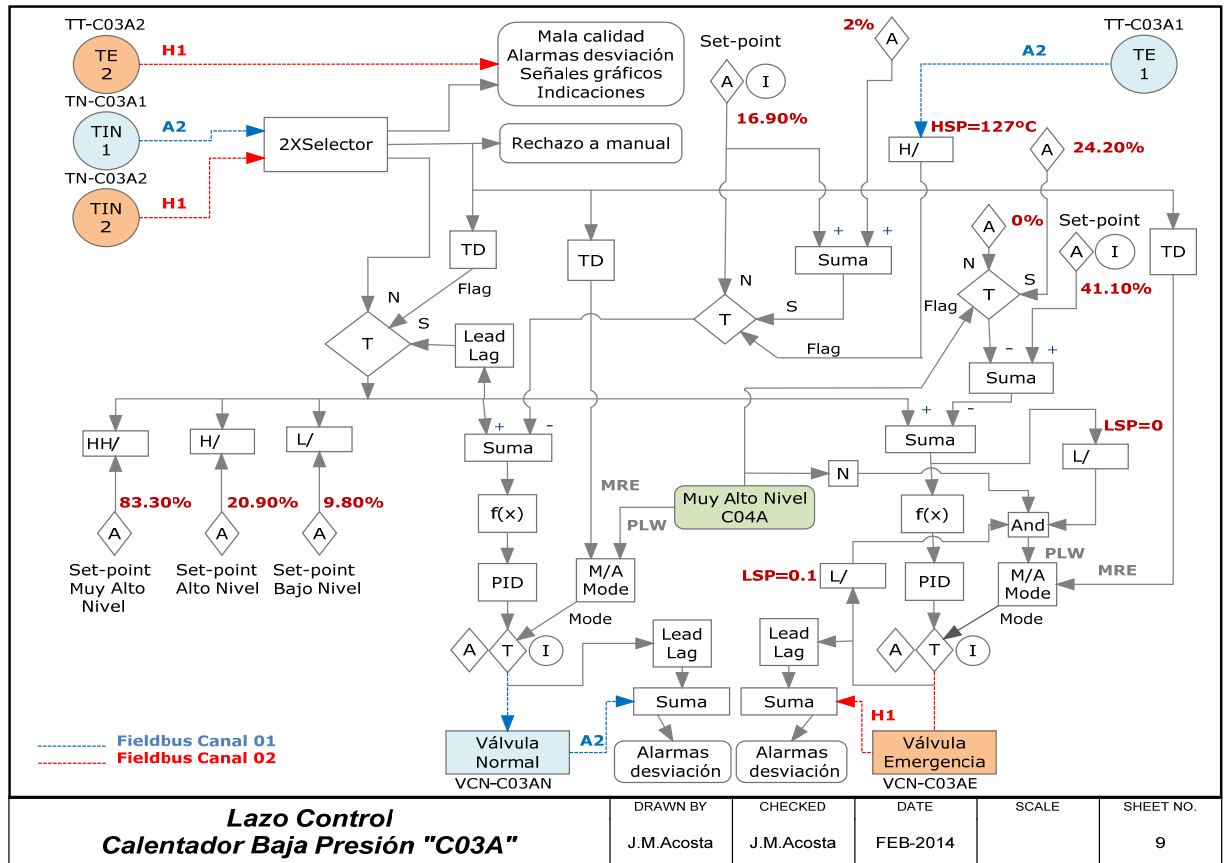 TT-C03A2
TE
2
H1
TN-C03A1
TIN
1
A2
TN-C03A2
TIN
2
H1
2XSelector
Mala calidad
Alarmas desviación
Señales gráficos
Indicaciones
Rechazo a manual
Set-point
A
I
16.90%
2%
A
TT-C03A1
TE
1
A2
HSP=127ºC
H/
A
24.20%
A
0%
Set-point
A
I
41.10%
TD
TD
TD
Flag
N
S
T
Lead
Lag
+
+
Suma
N
S
T
Flag
N
S
T
Flag
-
+
Suma
HH/
H/
L/
83.30%
20.90%
9.80%
A
A
A
Set-point
Muy Alto
Nivel
Set-point
Alto Nivel
Set-point
Bajo Nivel
+
-
Suma
f(x)
PID
A
T
I
MRE
PLW
M/A
Mode
Mode
Muy Alto Nivel
C04A
N
+
-
Suma
LSP=0
L/
f(x)
And
PLW
MRE
LSP=0.1
L/
PID
M/A
Mode
Mode
A
T
I
Lead
Lag
Suma
Alarmas
desviación
Lead
Lag
Suma
Alarmas
desviación
A2
H1
Válvula
Normal
VCN-C03AN
Válvula
Emergencia
VCN-C03AE
Fieldbus Canal 01
Fieldbus Canal 02
Lazo Control
Calentador Baja Presión "C03A"
DRAWN BY
J.M.Acosta
CHECKED
J.M.Acosta
DATE
FEB-2014
SCALE
SHEET NO.
9